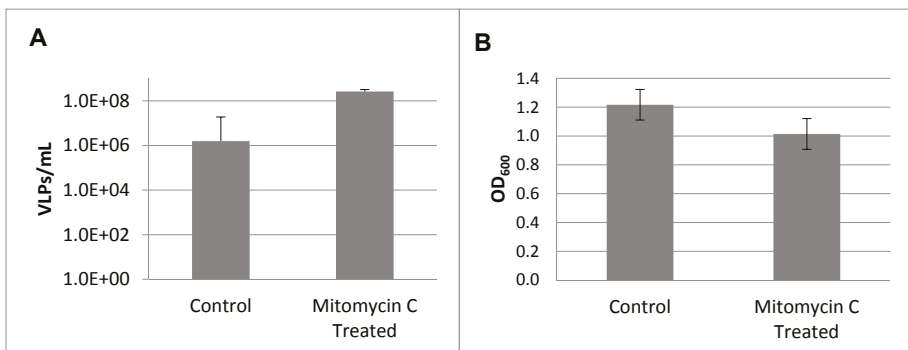 A
VLPs/mL
1.0E+08
1.0E+06
1.0E+04
1.0E+02
1.0E+00
Control
Mitomycin C
Treated
B
OD600
1.4
1.2
1.0
0.8
0.6
0.4
0.2
0.0
Control
Mitomycin C
Treated